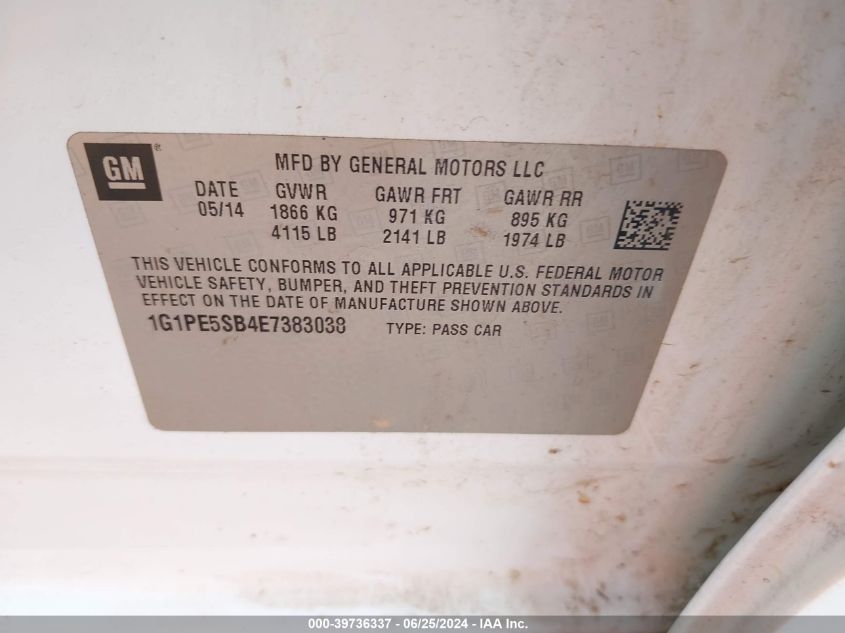 GM
®
MFD BY GENERAL MOTORS LLC
DATE GVWR GAWR FRT GAWR RR
05/14 1866 KG 971 KG 895 KG
4115 LB 2141 LB 1974 LB
THIS VEHICLE CONFORMS TO ALL APPLICABLE U.S. FEDERAL MOTOR
VEHICLE SAFETY, BUMPER, AND THEFT PREVENTION STANDARDS IN
EFFECT ON THE DATE OF MANUFACTURE SHOWN ABOVE.
1G1PE5SB4E7383038 TYPE: PASS CAR
000-39736337 - 06/25/2024 - IAA Inc.